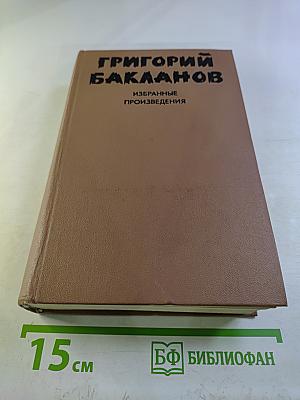 ГРИГОРИЙ
БАКЛАНОВ
ИЗБРАННЫЕ
ПРОИЗВЕДЕНИЯ
15 см
БФ БИБЛИОФАН